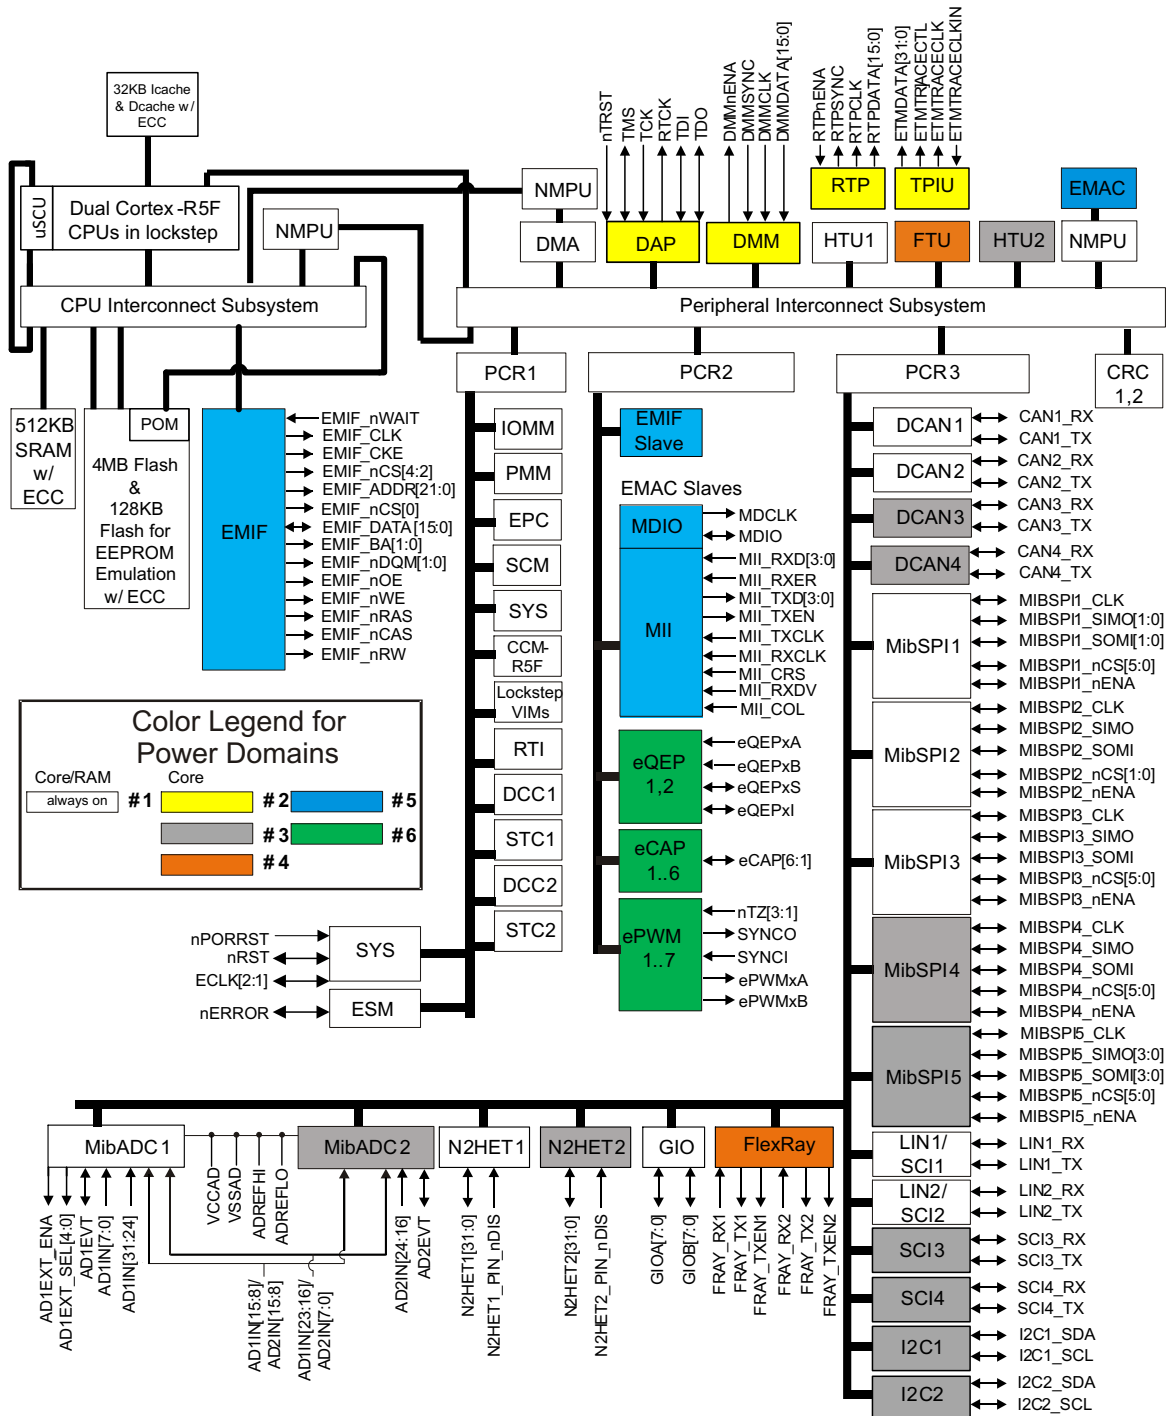 32KB Icache
& Dcache w/
ECC
uSCU
Dual Cortex-R5F
CPUs in lockstep
NMPU
NMPU
DMA
nTRST
TMS
TCK
RTCK
TDI
TDO
DAP
DMMnENA
DMMSYNC
DMMCLK
DMMDATA[15:0]
DMM
RTPnENA
RTPSYNC
RTPCLK
RTPDATA[15:0]
RTP
ETMDATA[31:0]
ETMTRACECTL
ETMTRACECLK
ETMTRACECLKIN
TPIU
EMAC
HTU1
FTU
HTU2
NMPU
CPU Interconnect Subsystem
Peripheral Interconnect Subsystem
PCR1
PCR2
PCR3
CRC
1,2
512KB
SRAM
w/
ECC
POM
4MB Flash
&
128KB
Flash for
EEPROM
Emulation
w/ ECC
EMIF
EMIF_nWAIT
EMIF_CLK
EMIF_CKE
EMIF_nCS[4:2]
EMIF_ADDR[21:0]
EMIF_nCS[0]
EMIF_DATA[15:0]
EMIF_BA[1:0]
EMIF_nDQM[1:0]
EMIF_nOE
EMIF_nWE
EMIF_nRAS
EMIF_nCAS
EMIF_nRW
IOMM
PMM
EPC
SCM
SYS
CCM-
R5F
Lockstep
VIMs
RTI
DCC1
STC1
DCC2
STC2
nPORRST
nRST
ECLK[2:1]
SYS
nERROR
ESM
EMIF
Slave
EMAC Slaves
MDIO
MDCLK
MDIO
MII
MII_RXD[3:0]
MII_RXER
MII_TXD[3:0]
MII_TXEN
MII_TXCLK
MII_RXCLK
MII_CRS
MII_RXDV
MII_COL
eQEP
1,2
eQEPxA
eQEPxB
eQEPxS
eQEPxI
eCAP
1..6
eCAP[6:1]
ePWM
1..7
nTZ[3:1]
SYNCO
SYNCI
ePWMxA
ePWMxB
DCAN1
CAN1_RX
CAN1_TX
DCAN2
CAN2_RX
CAN2_TX
DCAN3
CAN3_RX
CAN3_TX
DCAN4
CAN4_RX
CAN4_TX
MibSPI1
MIBSPI1_CLK
MIBSPI1_SIMO[1:0]
MIBSPI1_SOMI[1:0]
MIBSPI1_nCS[5:0]
MIBSPI1_nENA
MibSPI2
MIBSPI2_CLK
MIBSPI2_SIMO
MIBSPI2_SOMI
MIBSPI2_nCS[1:0]
MIBSPI2_nENA
MibSPI3
MIBSPI3_CLK
MIBSPI3_SIMO
MIBSPI3_SOMI
MIBSPI3_nCS[5:0]
MIBSPI3_nENA
MibSPI4
MIBSPI4_CLK
MIBSPI4_SIMO
MIBSPI4_SOMI
MIBSPI4_nCS[5:0]
MIBSPI4_nENA
MibSPI5
MIBSPI5_CLK
MIBSPI5_SIMO[3:0]
MIBSPI5_SOMI[3:0]
MIBSPI5_nCS[5:0]
MIBSPI5_nENA
LIN1/
SCI1
LIN1_RX
LIN1_TX
LIN2/
SCI2
LIN2_RX
LIN2_TX
SCI3
SCI3_RX
SCI3_TX
SCI4
SCI4_RX
SCI4_TX
I2C1
I2C1_SDA
I2C1_SCL
I2C2
I2C2_SDA
I2C2_SCL
Color Legend for
Power Domains
Core/RAM
Core
always on
#1
#2
#5
#3
#6
#4
MibADC1
MibADC2
N2HET1
N2HET2
GIO
FlexRay
AD1EXT_ENA
AD1EXT_SEL[4:0]
AD1EVT
AD1IN[7:0]
AD1IN[31:24]
VCCAD
VSSAD
ADREFHI
ADREFLO
AD1IN[15:8]/
AD2IN[15:8]
AD1IN[23:16]/
AD2IN[7:0]
AD2IN[24:16]
AD2EVT
N2HET1[31:0]
N2HET1_PIN_nDIS
N2HET2[31:0]
N2HET2_PIN_nDIS
GIOA[7:0]
GIOB[7:0]
FRAY_RX1
FRAY_TX1
FRAY_TXEN1
FRAY_RX2
FRAY_TX2
FRAY_TXEN2